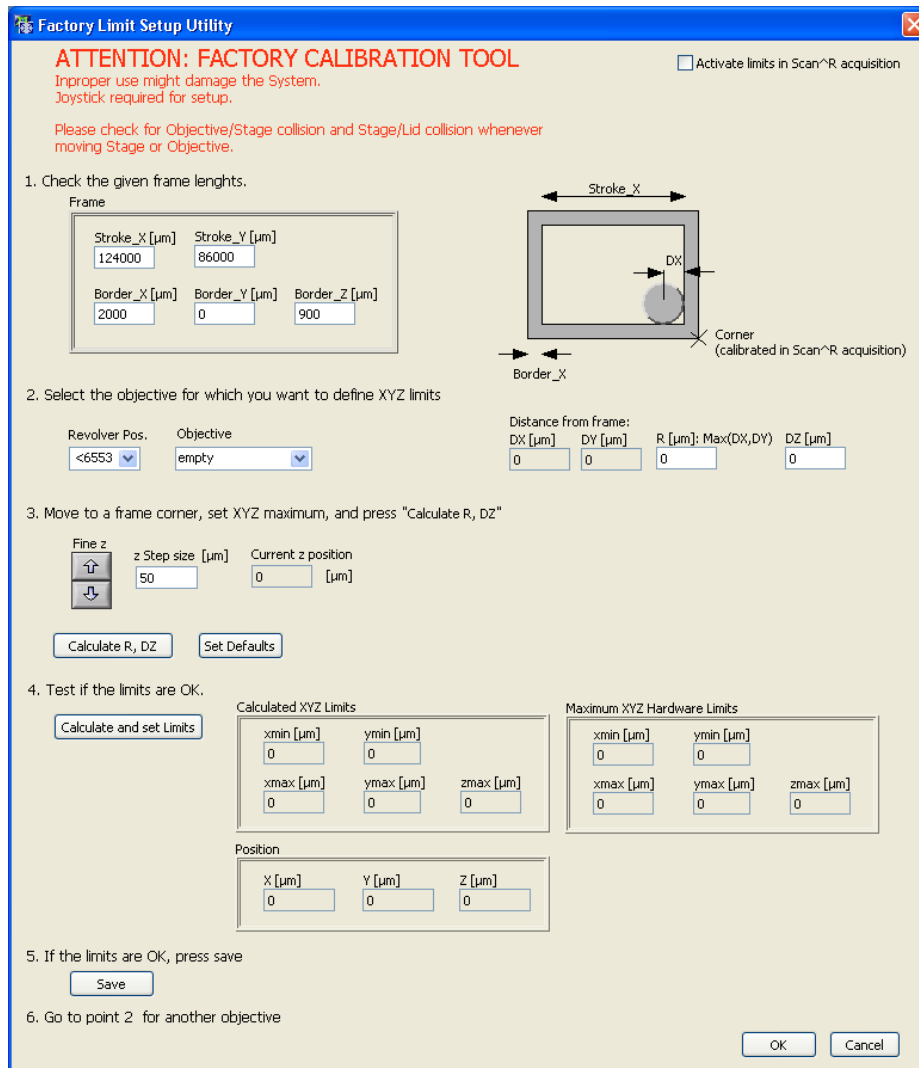 Factory Limit Setup Utility
ATTENTION: FACTORY CALIBRATION TOOL
Inproper use might damage the System.
Joystick required for setup.
Activate limits in Scan^R acquisition
Please check for Objective/Stage collision and Stage/Lid collision whenever
moving Stage or Objective.
1. Check the given frame lenghts.
Frame
Stroke_X [µm] Stroke_Y [µm]
124000 86000
Border_X [µm] Border_Y [µm] Border_Z [µm]
2000 0 900
Stroke_X
DX
Corner
(calibrated in Scan^R acquisition)
Border_X
2. Select the objective for which you want to define XYZ limits
Revolver Pos. Objective
<6553 empty
Distance from frame:
DX [µm] DY [µm] R [µm]: Max(DX,DY) DZ [µm]
0 0 0 0
3. Move to a frame corner, set XYZ maximum, and press "Calculate R, DZ"
Fine z z Step size [µm] Current z position
50 0 [µm]
Calculate R, DZ Set Defaults
4. Test if the limits are OK.
Calculate and set Limits
Calculated XYZ Limits
xmin [µm] ymin [µm]
0 0
xmax [µm] ymax [µm] zmax [µm]
0 0 0
Maximum XYZ Hardware Limits
xmin [µm] ymin [µm]
0 0
xmax [µm] ymax [µm] zmax [µm]
0 0 0
Position
X [µm] Y [µm] Z [µm]
0 0 0
5. If the limits are OK, press save
Save
6. Go to point 2 for another objective
OK Cancel